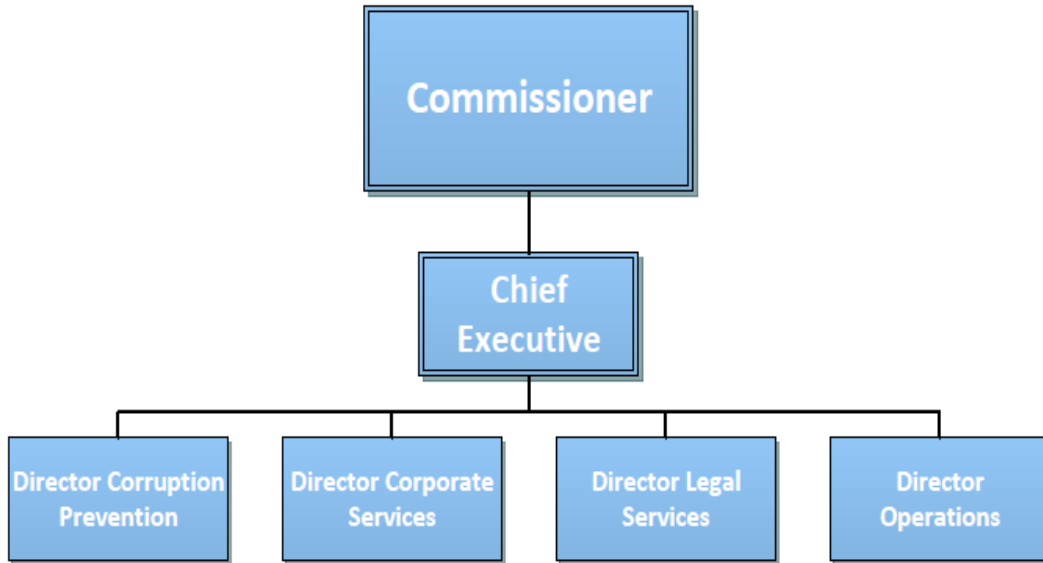 Commissioner
Chief
Executive
Director Corruption
Prevention
Director Corporate
Services
Director Legal
Services
Director
Operations